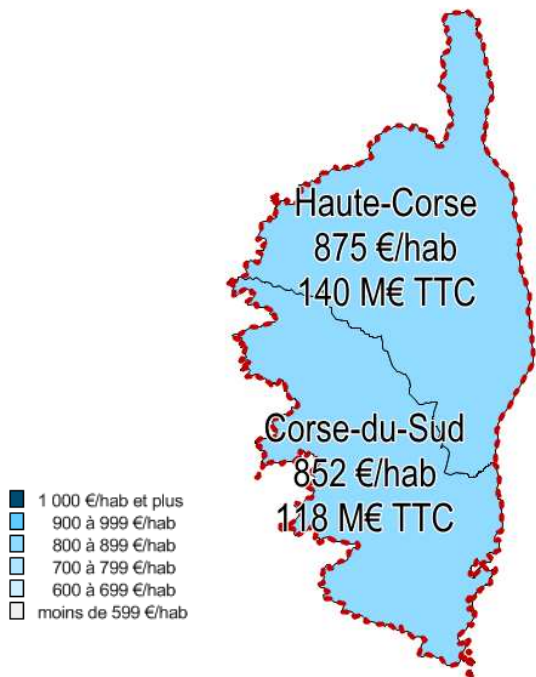 Haute-Corse
875 €/hab
140 M€ TTC
Corse-du-Sud
852 €/hab
118 M€ TTC
1 000 €/hab et plus
900 à 999 €/hab
800 à 899 €/hab
700 à 799 €/hab
600 à 699 €/hab
moins de 599 €/hab